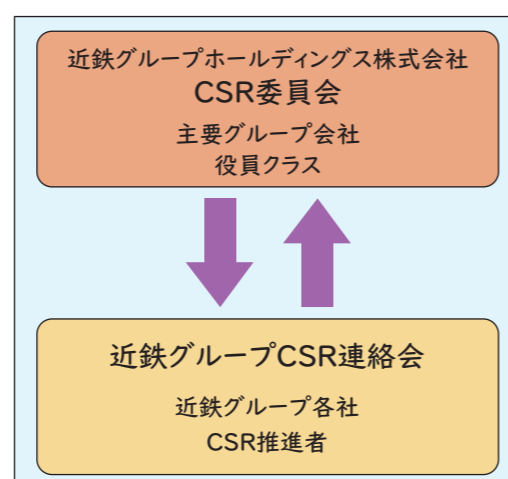 近鉄グループホールディングス株式会社
CSR委員会
主要グループ会社
役員クラス
近鉄グループCSR連絡会
近鉄グループ各社
CSR推進者